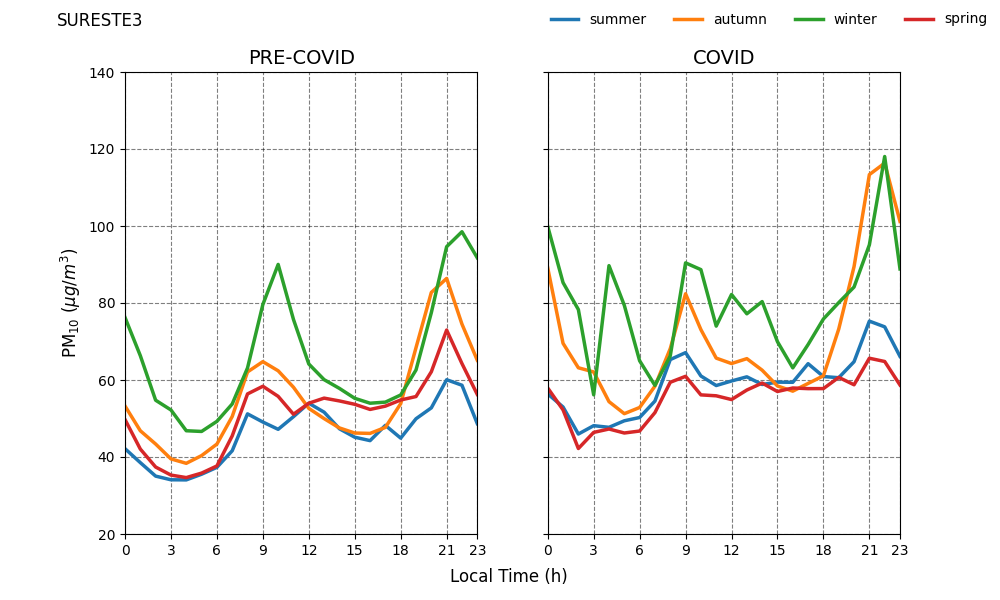 SURESTE3
summer autumn winter spring
PRE-COVID COVID
140
120
100
80
60
40
20
PM₁₀ (μg/m³)
0 3 6 9 12 15 18 21 23 0 3 6 9 12 15 18 21 23
Local Time (h)